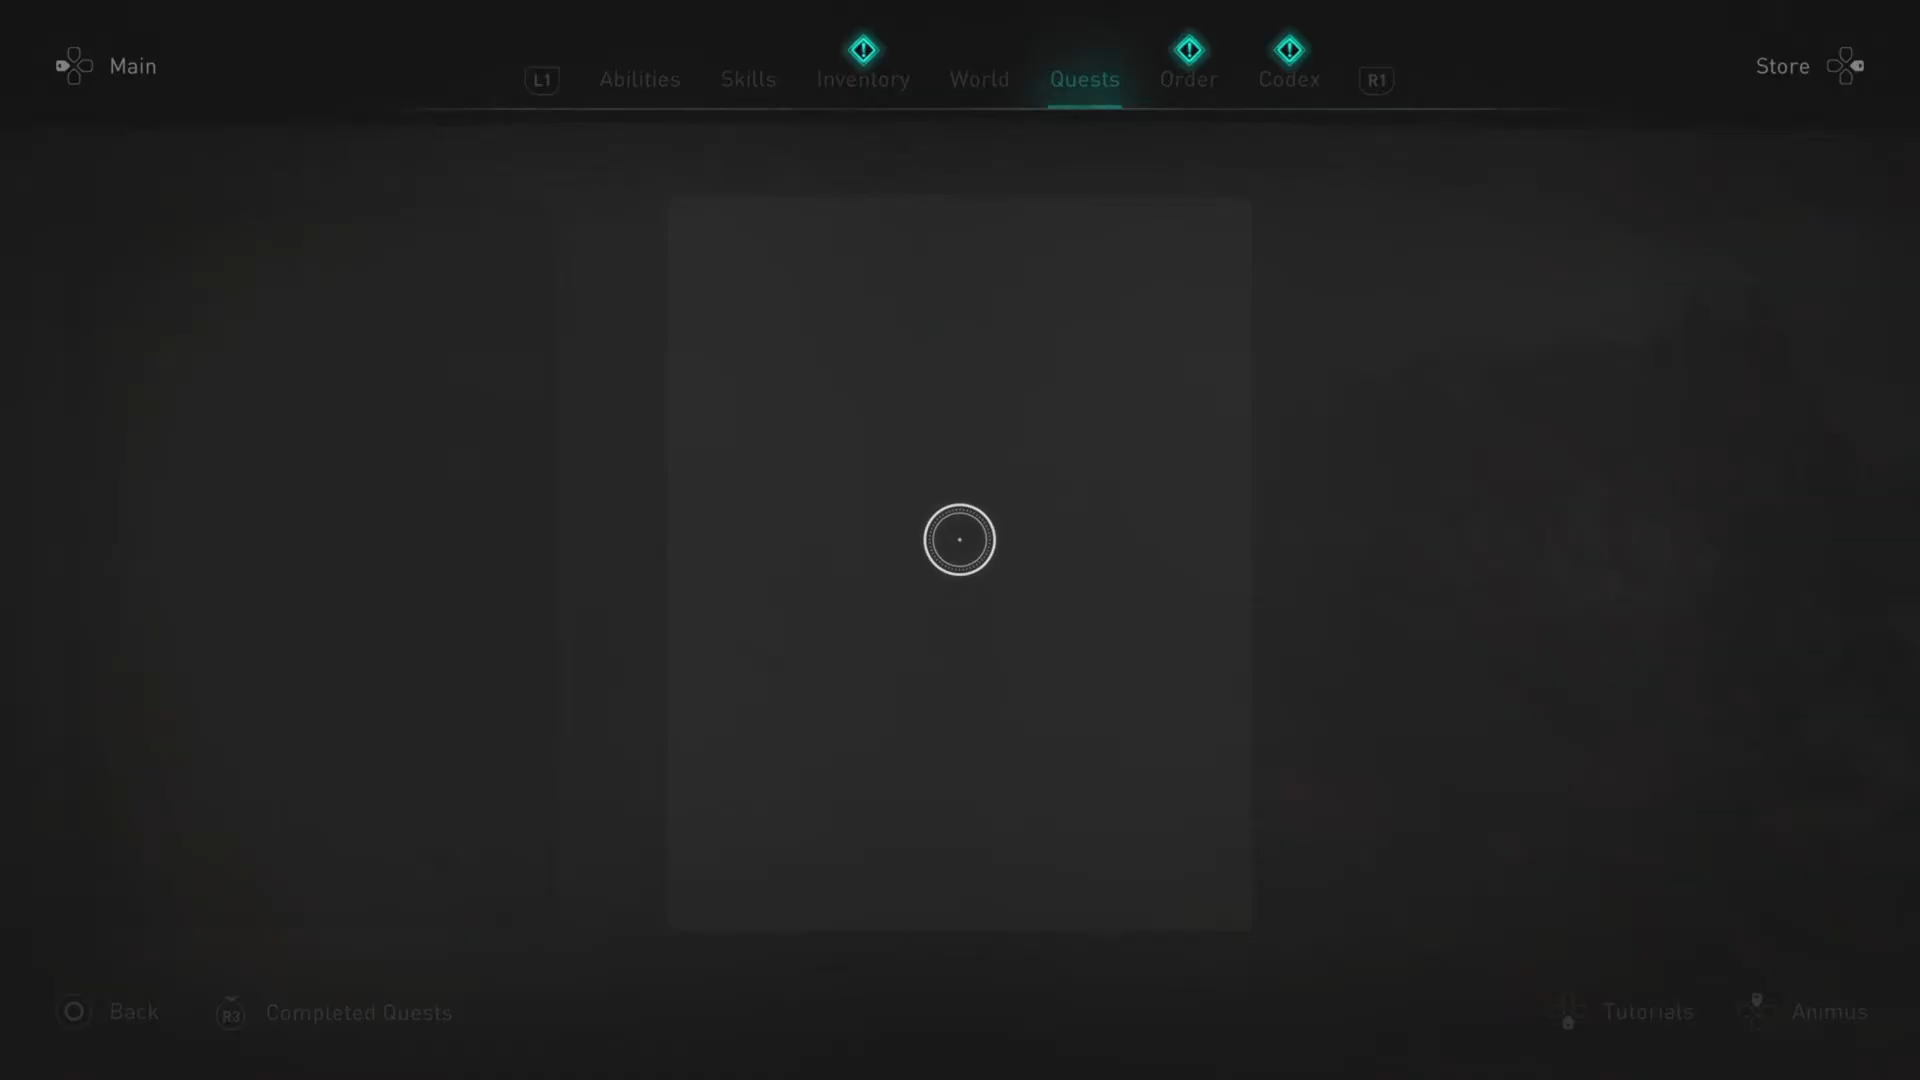 Main
L1 Abilities Skills Inventory World Quests Order Codex R1
Store
Back
R3 Completed Quests
Tutorials
Animus